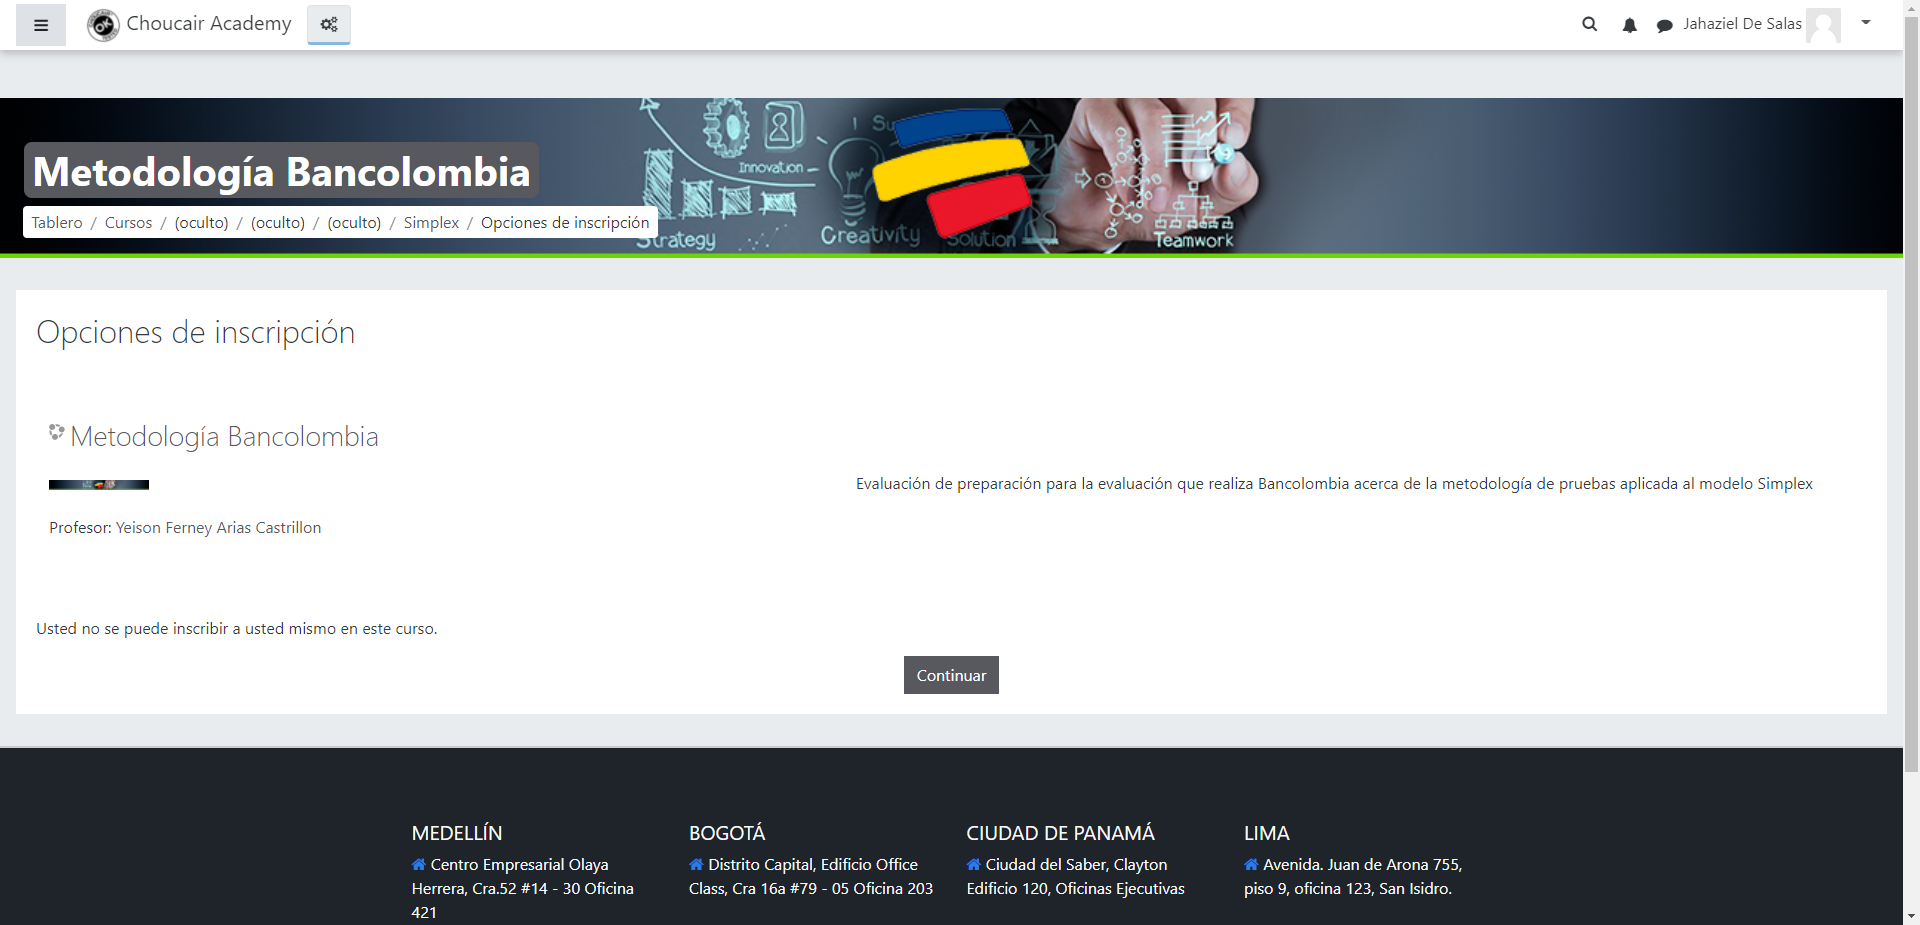 Choucair Academy
Jahaziel De Salas
Innovation
Metodología Bancolombia
Tablero / Cursos / (oculto) / (oculto) / (oculto) / Simplex / Opciones de inscripción
Strategy
Creativity
Solution
Teamwork
Opciones de inscripción
Metodología Bancolombia
Evaluación de preparación para la evaluación que realiza Bancolombia acerca de la metodología de pruebas aplicada al modelo Simplex
Profesor: Yeison Ferney Arias Castrillon
Usted no se puede inscribir a usted mismo en este curso.
Continuar
MEDELLÍN
Centro Empresarial Olaya
Herrera, Cra.52 #14 - 30 Oficina
421
BOGOTÁ
Distrito Capital, Edificio Office
Class, Cra 16a #79 - 05 Oficina 203
CIUDAD DE PANAMÁ
Ciudad del Saber, Clayton
Edificio 120, Oficinas Ejecutivas
LIMA
Avenida. Juan de Arona 755,
piso 9, oficina 123, San Isidro.